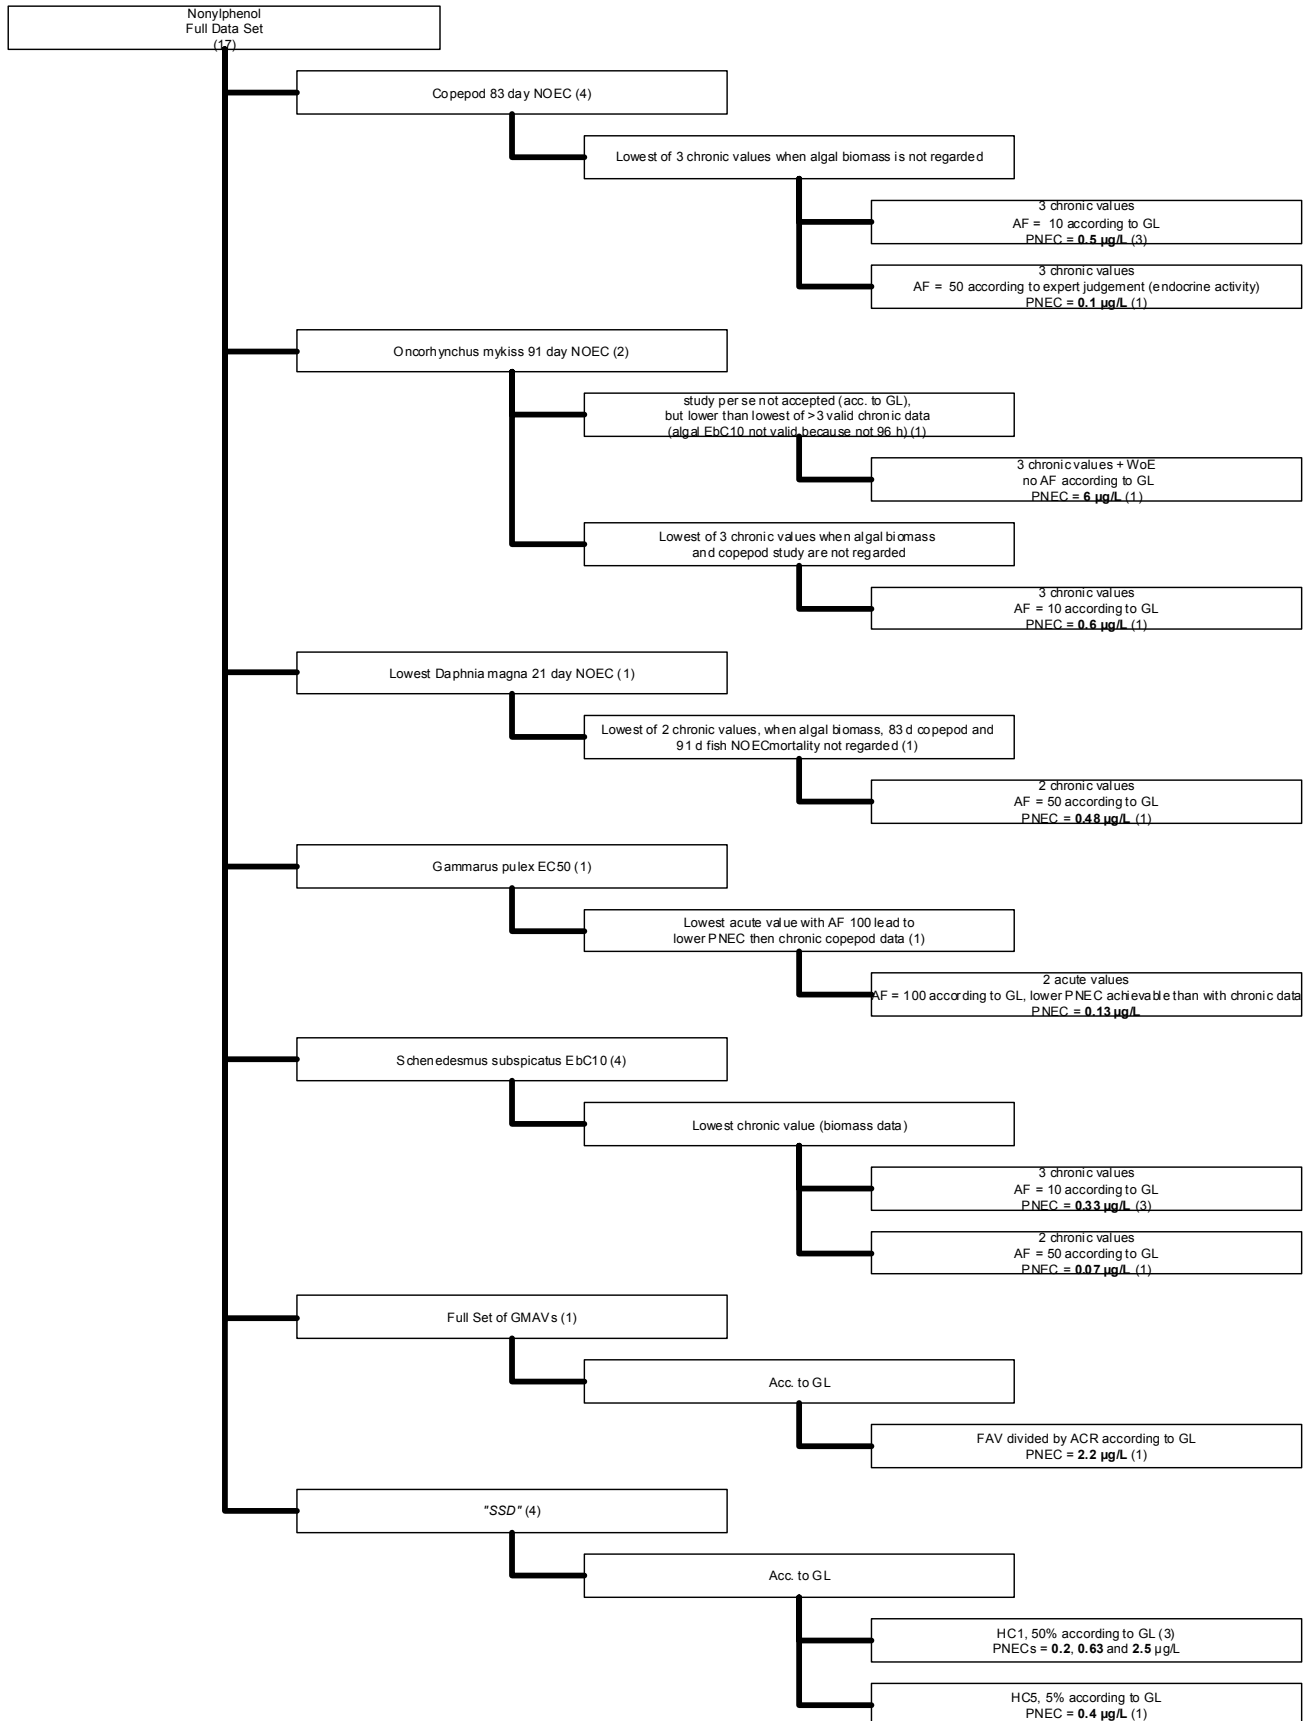 Nonylphenol
Full Data Set
(17)
Copepod 83 day NOEC (4)
Lowest of 3 chronic values when algal biomass is not regarded
3 chronic values
AF = 10 according to GL
PNEC = 0.5 µg/L (3)
3 chronic values
AF = 50 according to expert judgement (endocrine activity)
PNEC = 0.1 µg/L (1)
Oncorhynchus mykiss 91 day NOEC (2)
study per se not accepted (acc. to GL),
but lower than lowest of >3 valid chronic data
(algal EbC10 not valid because not 96 h) (1)
3 chronic values + WoE
no AF according to GL
PNEC = 6 µg/L (1)
Lowest of 3 chronic values when algal biomass
and copepod study are not regarded
3 chronic values
AF = 10 according to GL
PNEC = 0.6 µg/L (1)
Lowest Daphnia magna 21 day NOEC (1)
Lowest of 2 chronic values, when algal biomass, 83 d copepod and
91 d fish NOECmortality not regarded (1)
2 chronic values
AF = 50 according to GL
PNEC = 0.48 µg/L (1)
Gammarus pulex EC50 (1)
Lowest acute value with AF 100 lead to
lower PNEC then chronic copepod data (1)
2 acute values
AF = 100 according to GL, lower PNEC achievable than with chronic data
PNEC = 0.13 µg/L
Schenedesmus subspicatus EbC10 (4)
Lowest chronic value (biomass data)
3 chronic values
AF = 10 according to GL
PNEC = 0.33 µg/L (3)
2 chronic values
AF = 50 according to GL
PNEC = 0.07 µg/L (1)
Full Set of GMAVs (1)
Acc. to GL
FAV divided by ACR according to GL
PNEC = 2.2 µg/L (1)
"SSD" (4)
Acc. to GL
HC1, 50% according to GL (3)
PNECs = 0.2, 0.63 and 2.5 µg/L
HC5, 5% according to GL
PNEC = 0.4 µg/L (1)